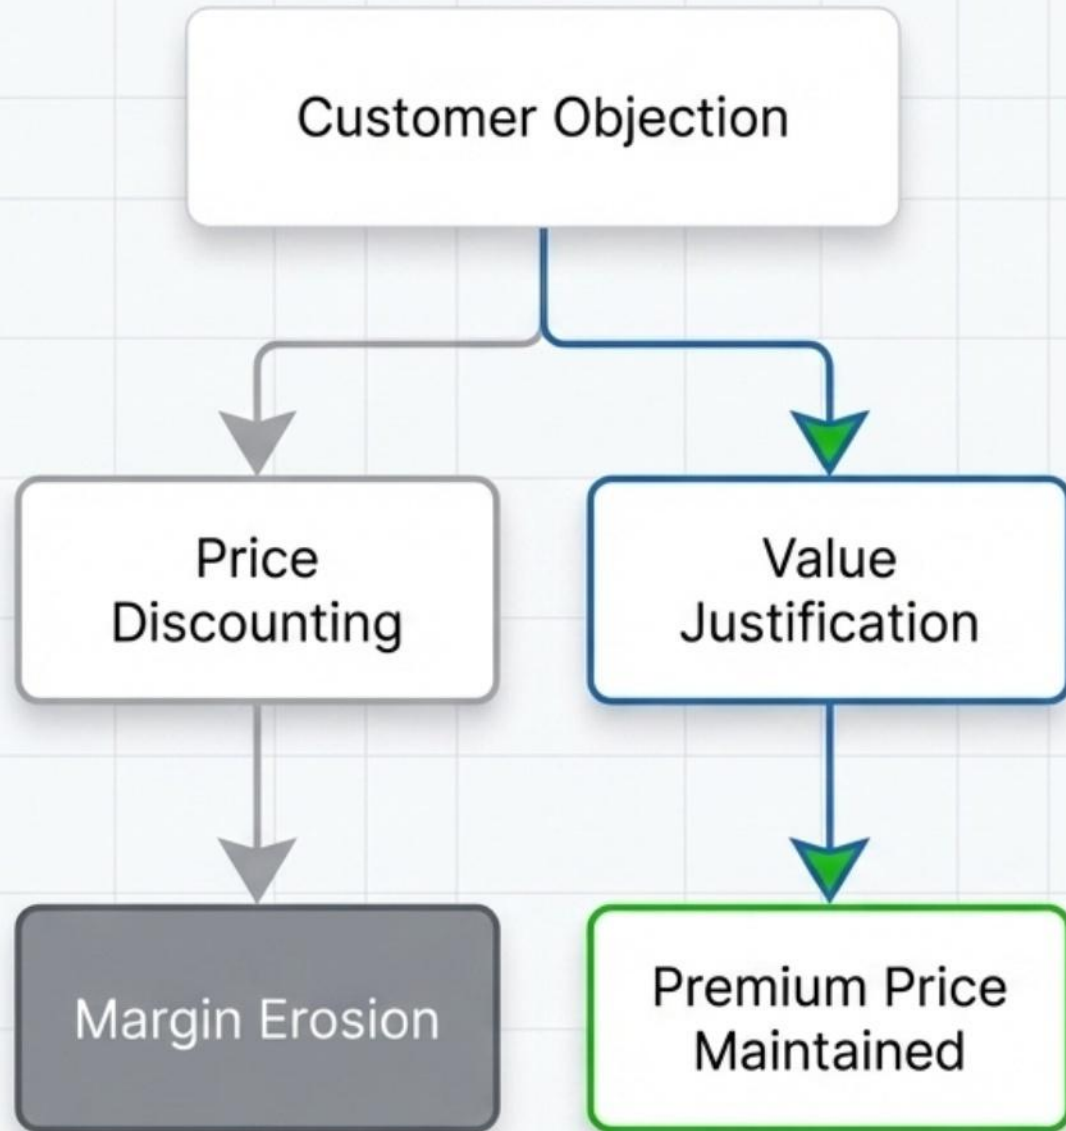 Customer Objection
Price
Discounting
Value
Justification
Margin Erosion
Premium Price
Maintained